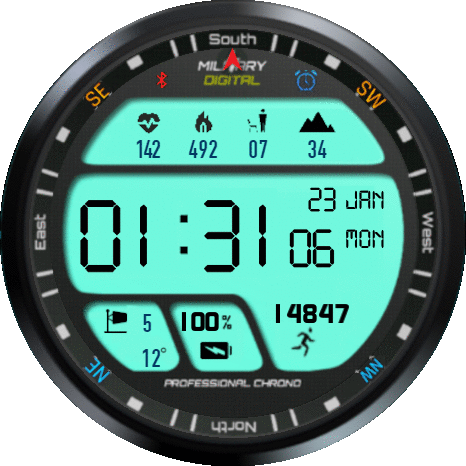 South
MILITARY
DIGITAL
SE
SW
142 492 07 34
23 JAN
01:31 06 MON
East
West
5
100%
14847
12°
NE
NW
PROFESSIONAL CHRONO
North